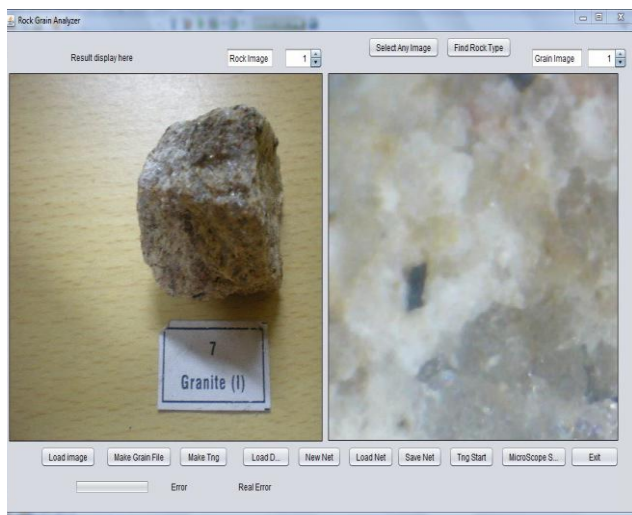 Rock Grain Analyzer
Result display here
Rock Image
1
Select Any Image
Find Rock Type
Grain Image
1
7
Granite (I)
Load image
Make Grain File
Make Tng
Load D...
New Net
Load Net
Save Net
Tng Start
MicroScope S...
Exit
Error
Real Error